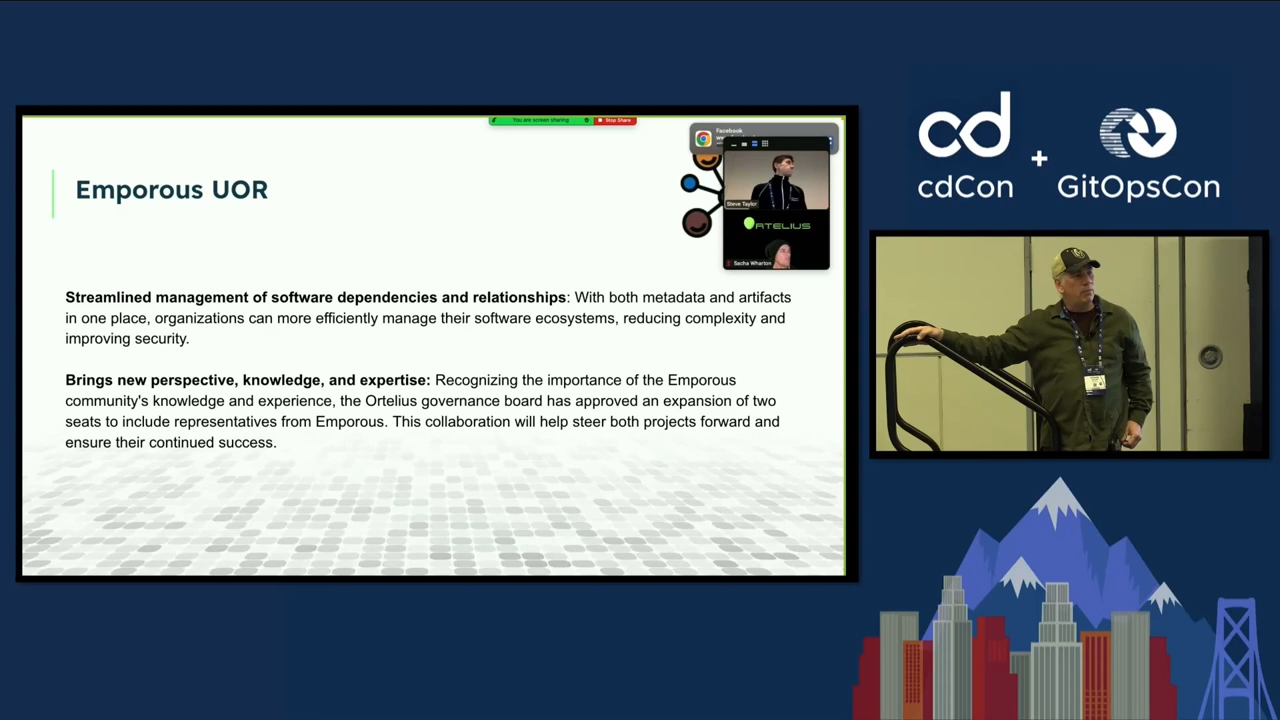 You are screen sharing
Stop Share
Facebook
Emporous UOR
Steve Taylor
ORTELIUS
Sacha Wharton
Streamlined management of software dependencies and relationships: With both metadata and artifacts
in one place, organizations can more efficiently manage their software ecosystems, reducing complexity and
improving security.
Brings new perspective, knowledge, and expertise: Recognizing the importance of the Emporous
community's knowledge and experience, the Ortelius governance board has approved an expansion of two
seats to include representatives from Emporous. This collaboration will help steer both projects forward and
ensure their continued success.
cd
+
cdCon
GitOpsCon